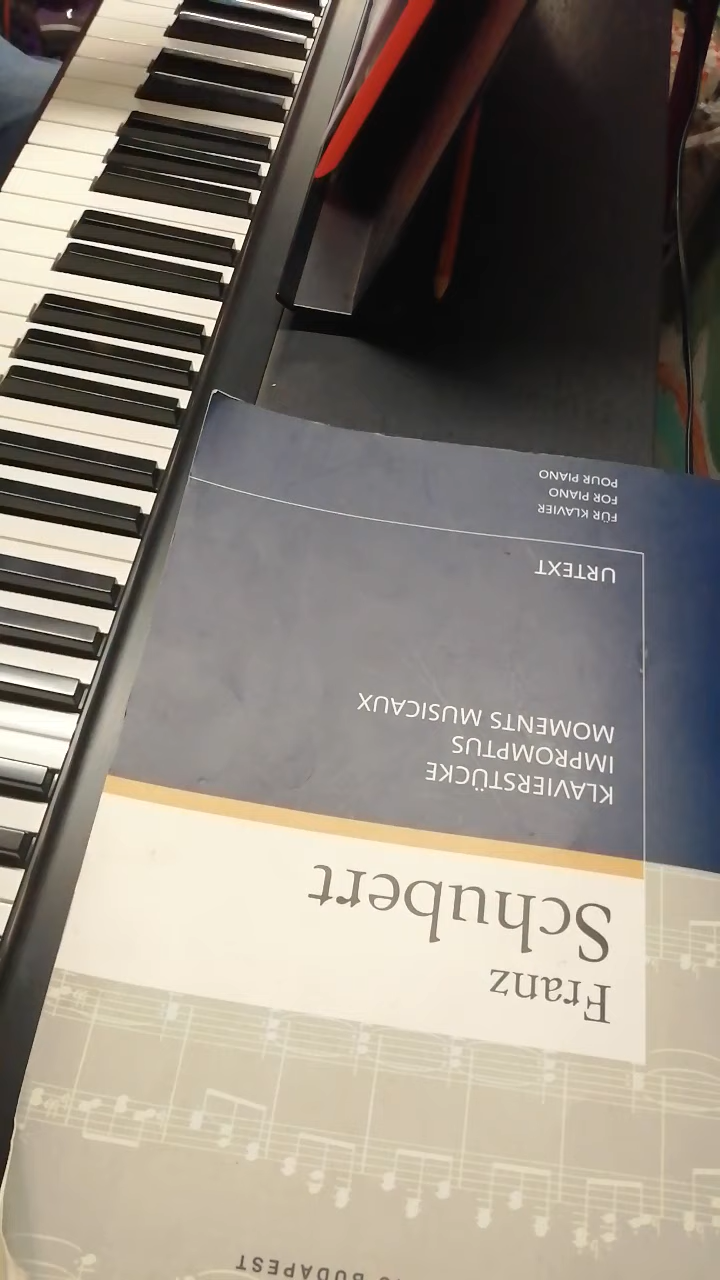 Franz
Schubert
KLAVIERSTÜCKE
IMPROMPTUS
MOMENTS MUSICAUX
URTEXT
FÜR KLAVIER
FOR PIANO
POUR PIANO
BUDAPEST